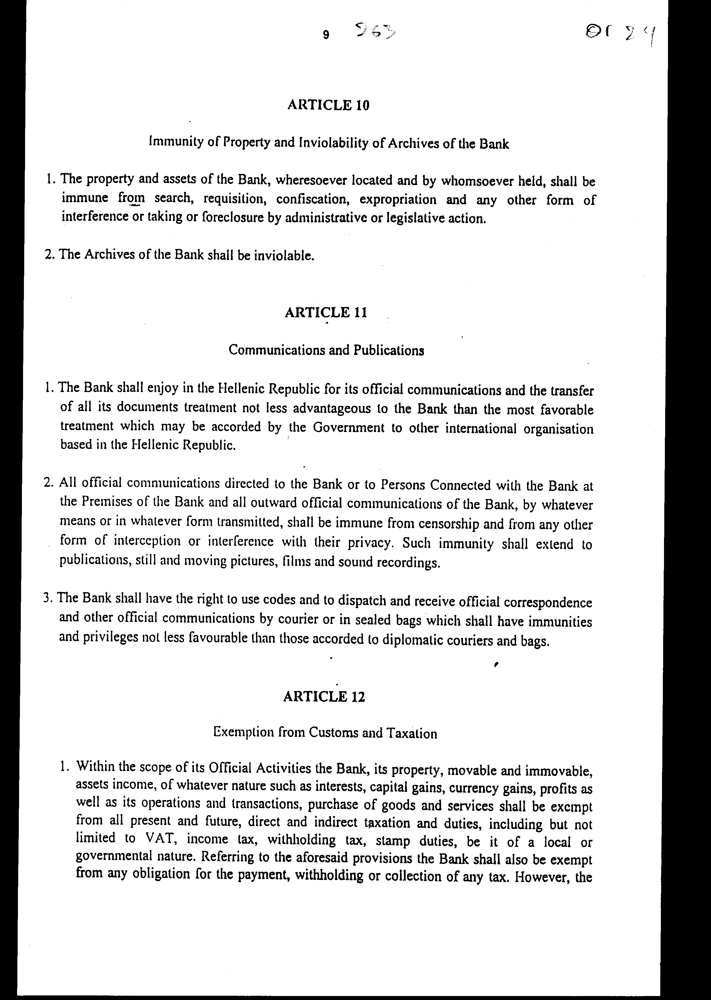 9 963 Θr 24
ARTICLE 10
Immunity of Property and Inviolability of Archives of the Bank
1. The property and assets of the Bank, wheresoever located and by whomsoever held, shall be
immune from search, requisition, confiscation, expropriation and any other form of
interference or taking or foreclosure by administrative or legislative action.
2. The Archives of the Bank shall be inviolable.
ARTICLE 11
Communications and Publications
1. The Bank shall enjoy in the Hellenic Republic for its official communications and the transfer
of all its documents treatment not less advantageous to the Bank than the most favorable
treatment which may be accorded by the Government to other international organisation
based in the Hellenic Republic.
2. All official communications directed to the Bank or to Persons Connected with the Bank at
the Premises of the Bank and all outward official communications of the Bank, by whatever
means or in whatever form transmitted, shall be immune from censorship and from any other
form of interception or interference with their privacy. Such immunity shall extend to
publications, still and moving pictures, films and sound recordings.
3. The Bank shall have the right to use codes and to dispatch and receive official correspondence
and other official communications by courier or in sealed bags which shall have immunities
and privileges not less favourable than those accorded to diplomatic couriers and bags.
ARTICLE 12
Exemption from Customs and Taxation
1. Within the scope of its Official Activities the Bank, its property, movable and immovable,
assets income, of whatever nature such as interests, capital gains, currency gains, profits as
well as its operations and transactions, purchase of goods and services shall be exempt
from all present and future, direct and indirect taxation and duties, including but not
limited to VAT, income tax, withholding tax, stamp duties, be it of a local or
governmental nature. Referring to the aforesaid provisions the Bank shall also be exempt
from any obligation for the payment, withholding or collection of any tax. However, the